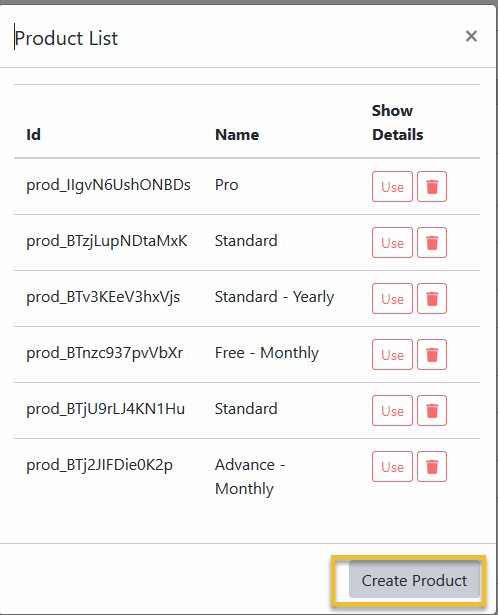 Product List ×
Show
Id Name Details
prod_IIgvN6UshONBDs Pro Use
prod_BTzjLupNDtaMxK Standard Use
prod_BTv3KEeV3hxVjs Standard - Yearly Use
prod_BTnzc937pvVbXr Free - Monthly Use
prod_BTjU9rLJ4KN1Hu Standard Use
prod_BTj2JIFDie0K2p Advance - Use
Monthly
Create Product